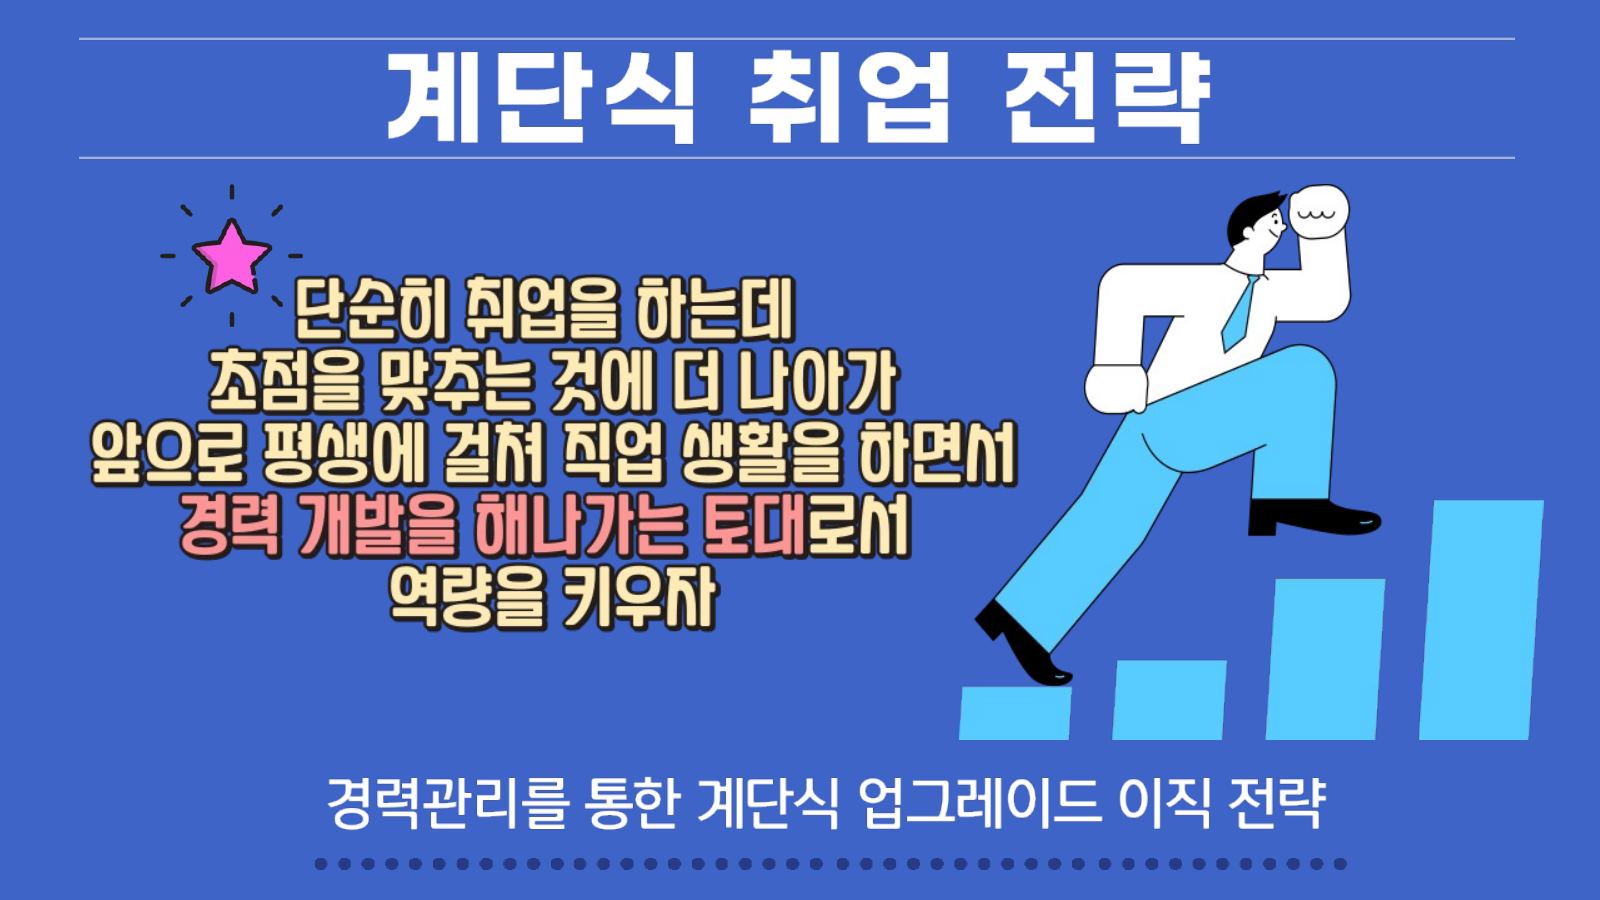 계단식 취업 전략
단순히 취업을 하는데
초점을 맞추는 것에 더 나아가
앞으로 평생에 걸쳐 직업 생활을 하면서
경력 개발을 해나가는 토대로서
역량을 키우자
경력관리를 통한 계단식 업그레이드 이직 전략